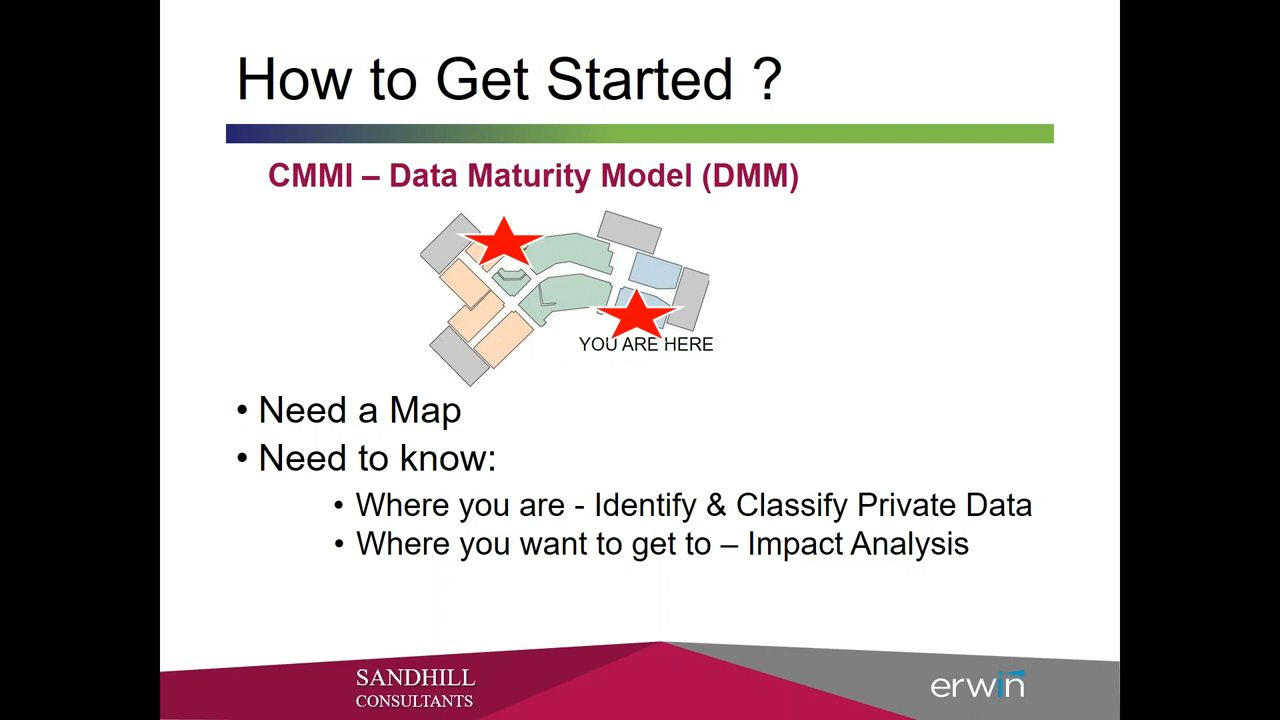 How to Get Started ?
CMMI – Data Maturity Model (DMM)
YOU ARE HERE
• Need a Map
• Need to know:
• Where you are - Identify & Classify Private Data
• Where you want to get to – Impact Analysis
SANDHILL
CONSULTANTS
erwin